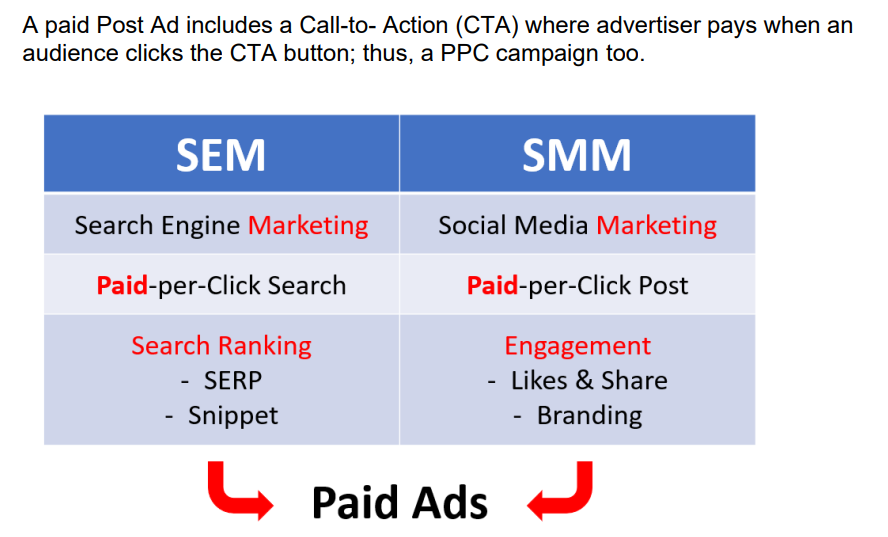 A paid Post Ad includes a Call-to- Action (CTA) where advertiser pays when an
audience clicks the CTA button; thus, a PPC campaign too.
SEM
SMM
Search Engine Marketing
Social Media Marketing
Paid-per-Click Search
Paid-per-Click Post
Search Ranking
- SERP
- Snippet
Engagement
- Likes & Share
- Branding
Paid Ads